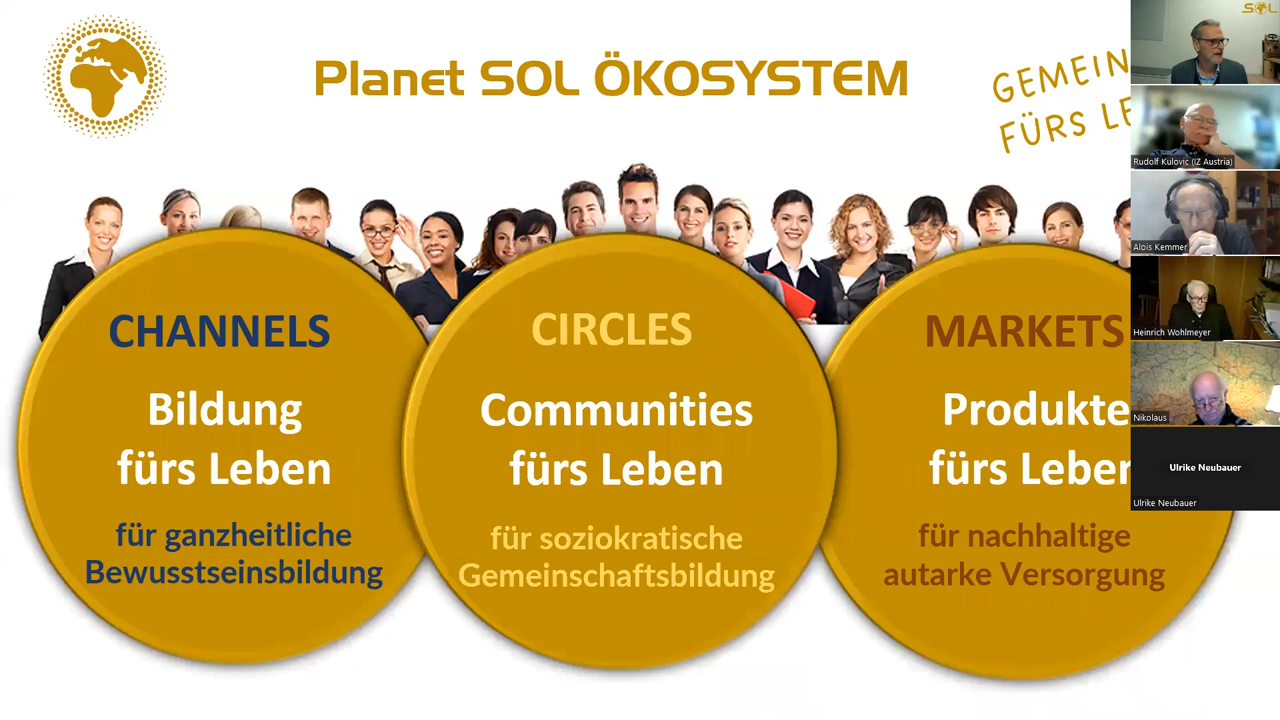 Planet SOL ÖKOSYSTEM
GEMEIN
FÜRS LE
CHANNELS
Bildung
fürs Leben
für ganzheitliche
Bewusstseinsbildung
CIRCLES
Communities
fürs Leben
für soziokratische
Gemeinschaftsbildung
MARKETS
Produkte
fürs Leben
für nachhaltige
autarke Versorgung
SOL
Rudolf Kulovic (IZ Austria)
Alois Kemmer
Heinrich Wohlmeyer
Nikolaus
Ulrike Neubauer
Ulrike Neubauer